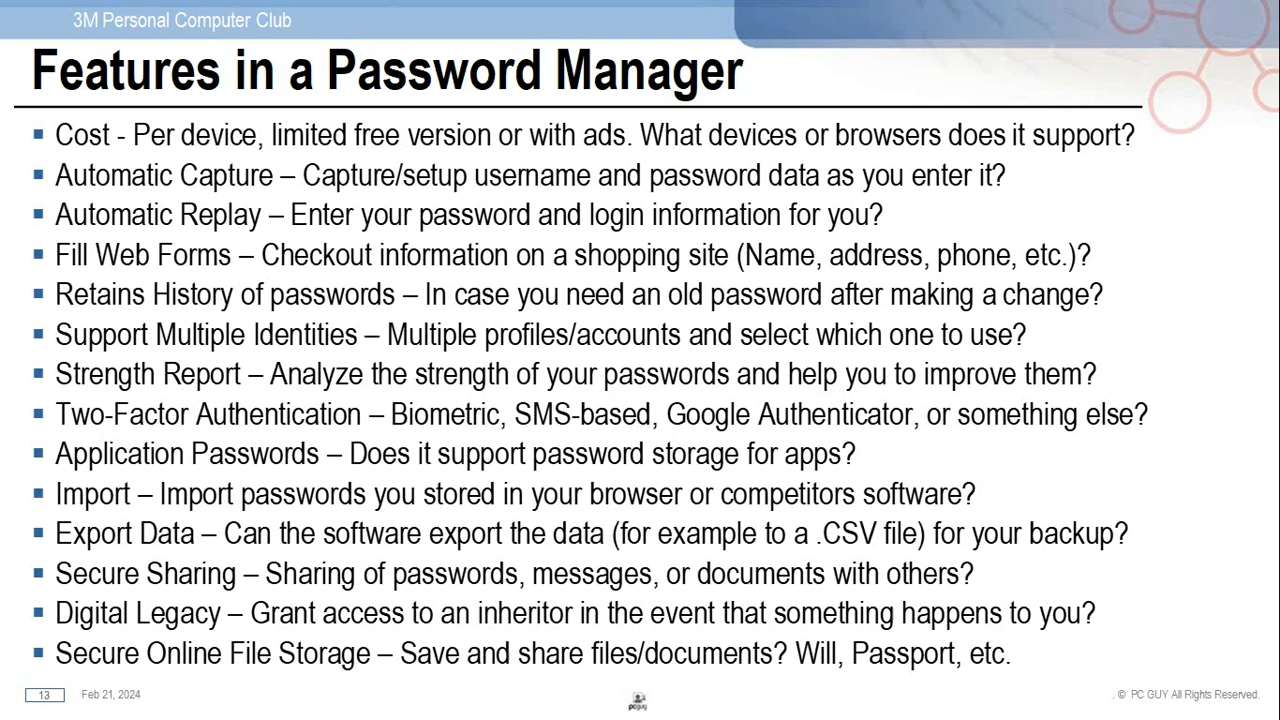 3M Personal Computer Club
Features in a Password Manager
▪ Cost - Per device, limited free version or with ads. What devices or browsers does it support?
▪ Automatic Capture – Capture/setup username and password data as you enter it?
▪ Automatic Replay – Enter your password and login information for you?
▪ Fill Web Forms – Checkout information on a shopping site (Name, address, phone, etc.)?
▪ Retains History of passwords – In case you need an old password after making a change?
▪ Support Multiple Identities – Multiple profiles/accounts and select which one to use?
▪ Strength Report – Analyze the strength of your passwords and help you to improve them?
▪ Two-Factor Authentication – Biometric, SMS-based, Google Authenticator, or something else?
▪ Application Passwords – Does it support password storage for apps?
▪ Import – Import passwords you stored in your browser or competitors software?
▪ Export Data – Can the software export the data (for example to a .CSV file) for your backup?
▪ Secure Sharing – Sharing of passwords, messages, or documents with others?
▪ Digital Legacy – Grant access to an inheritor in the event that something happens to you?
▪ Secure Online File Storage – Save and share files/documents? Will, Passport, etc.
13 Feb 21, 2024
pcguy
. © PC GUY All Rights Reserved.